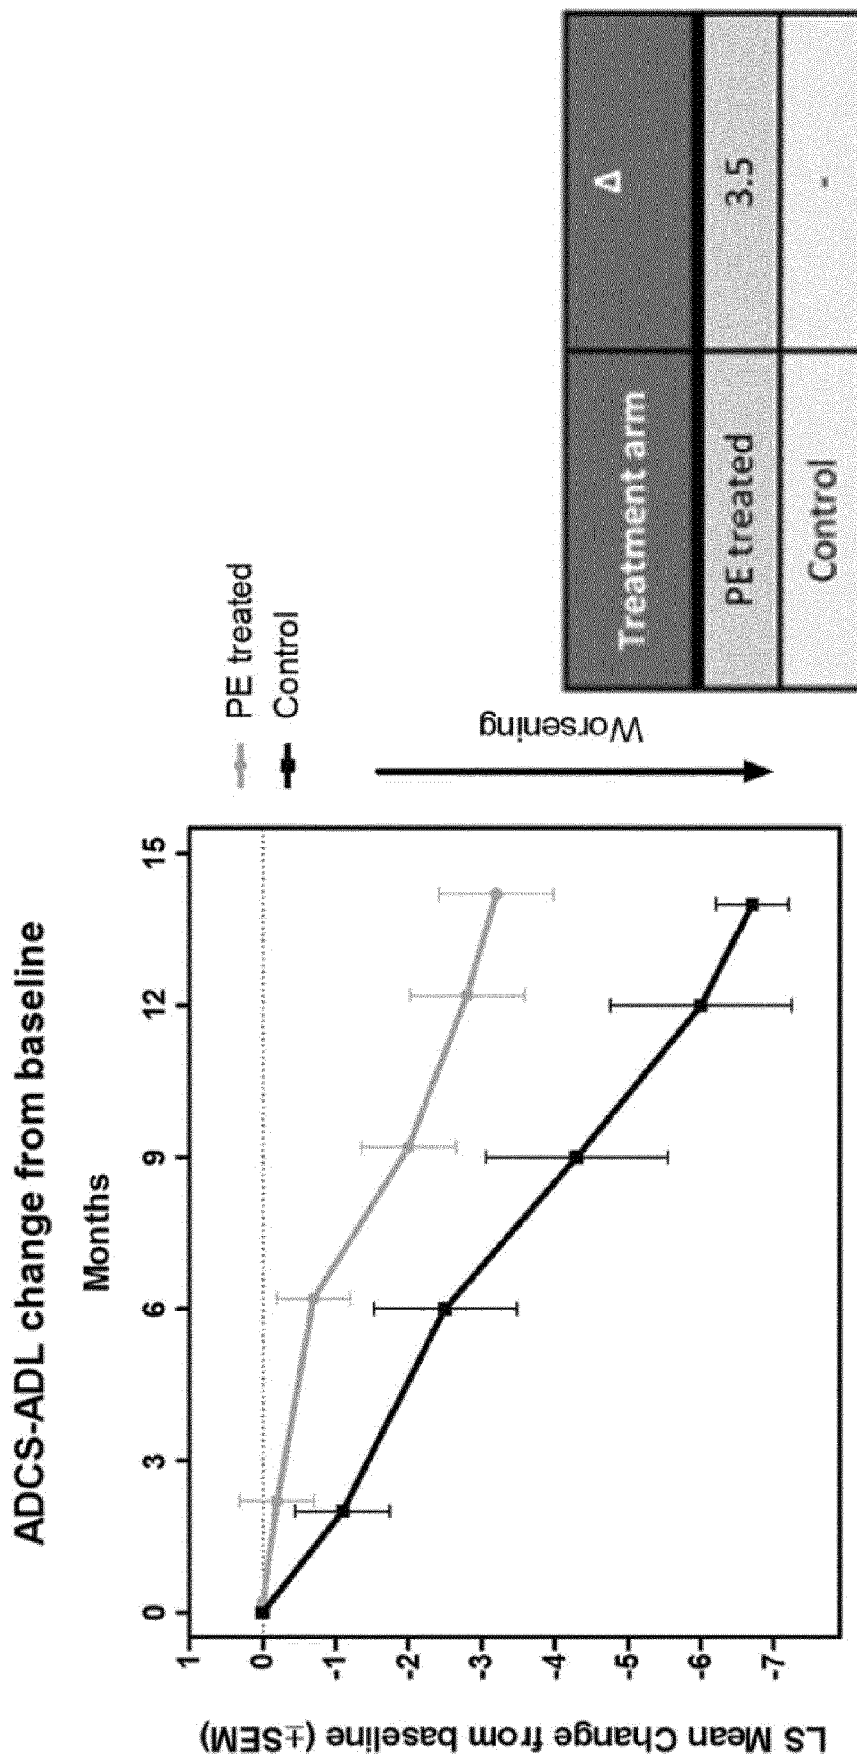 ADCS-ADL change from baseline
Months
0 3 6 9 12 15
1
0
-1
-2
-3
-4
-5
-6
-7
LS Mean Change from baseline (±SEM)
PE treated
Control
Worsening
Treatment arm Δ
PE treated 3.5
Control -